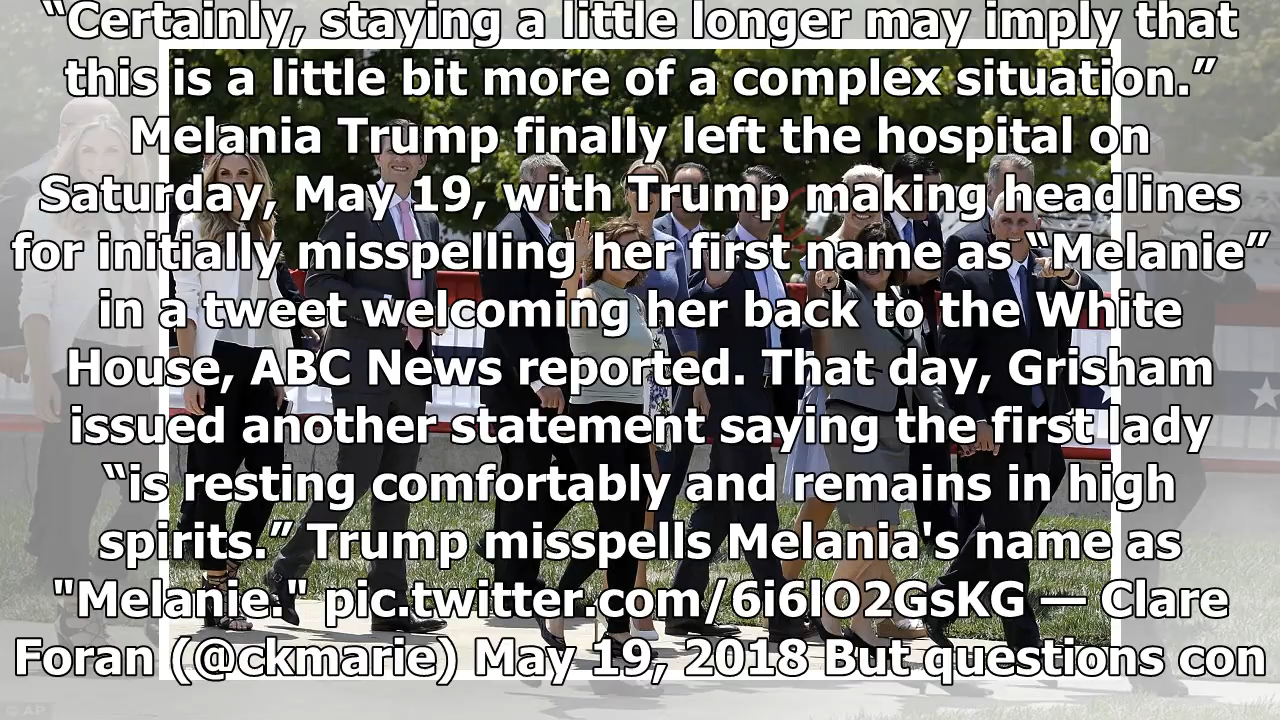 “Certainly, staying a little longer may imply that
this is a little bit more of a complex situation.”
Melania Trump finally left the hospital on
Saturday, May 19, with Trump making headlines
for initially misspelling her first name as “Melanie”
in a tweet welcoming her back to the White
House, ABC News reported. That day, Grisham
issued another statement saying the first lady
“is resting comfortably and remains in high
spirits.” Trump misspells Melania's name as
"Melanie." pic.twitter.com/6i6lO2GsKG — Clare
Foran (@ckmarie) May 19, 2018 But questions con
© AP